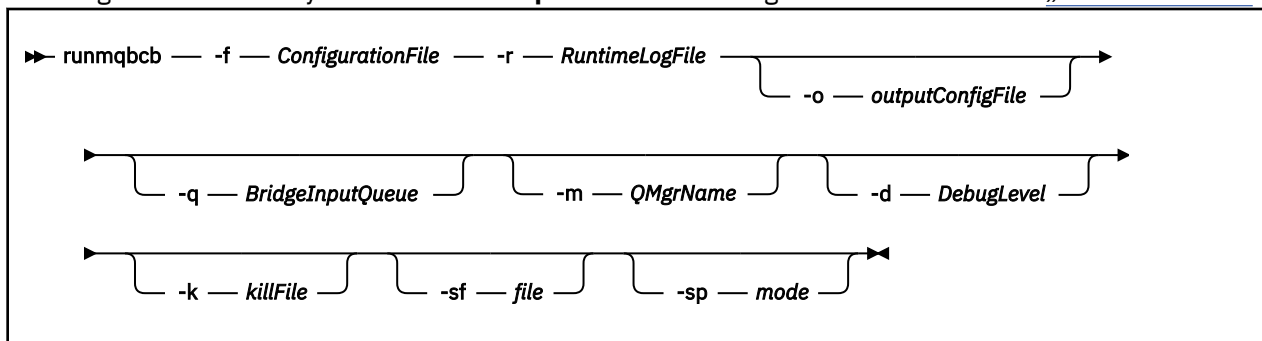 runmqbcb -f ConfigurationFile -r RuntimeLogFile
-o outputConfigFile
-q BridgeInputQueue -m QMgrName -d DebugLevel
-k killFile -sf file -sp mode